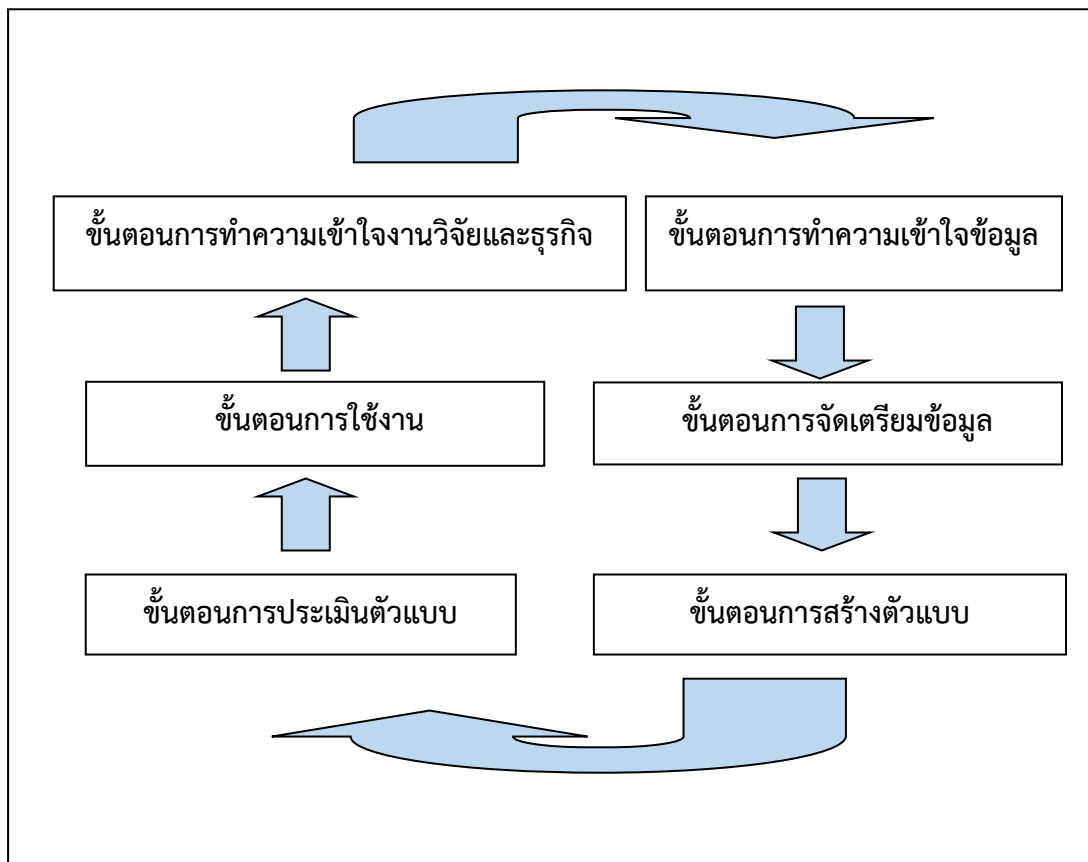 ขั้นตอนการทำความเข้าใจงานวิจัยและธุรกิจ
ขั้นตอนการทำความเข้าใจข้อมูล
ขั้นตอนการใช้งาน
ขั้นตอนการจัดเตรียมข้อมูล
ขั้นตอนการประเมินตัวแบบ
ขั้นตอนการสร้างตัวแบบ